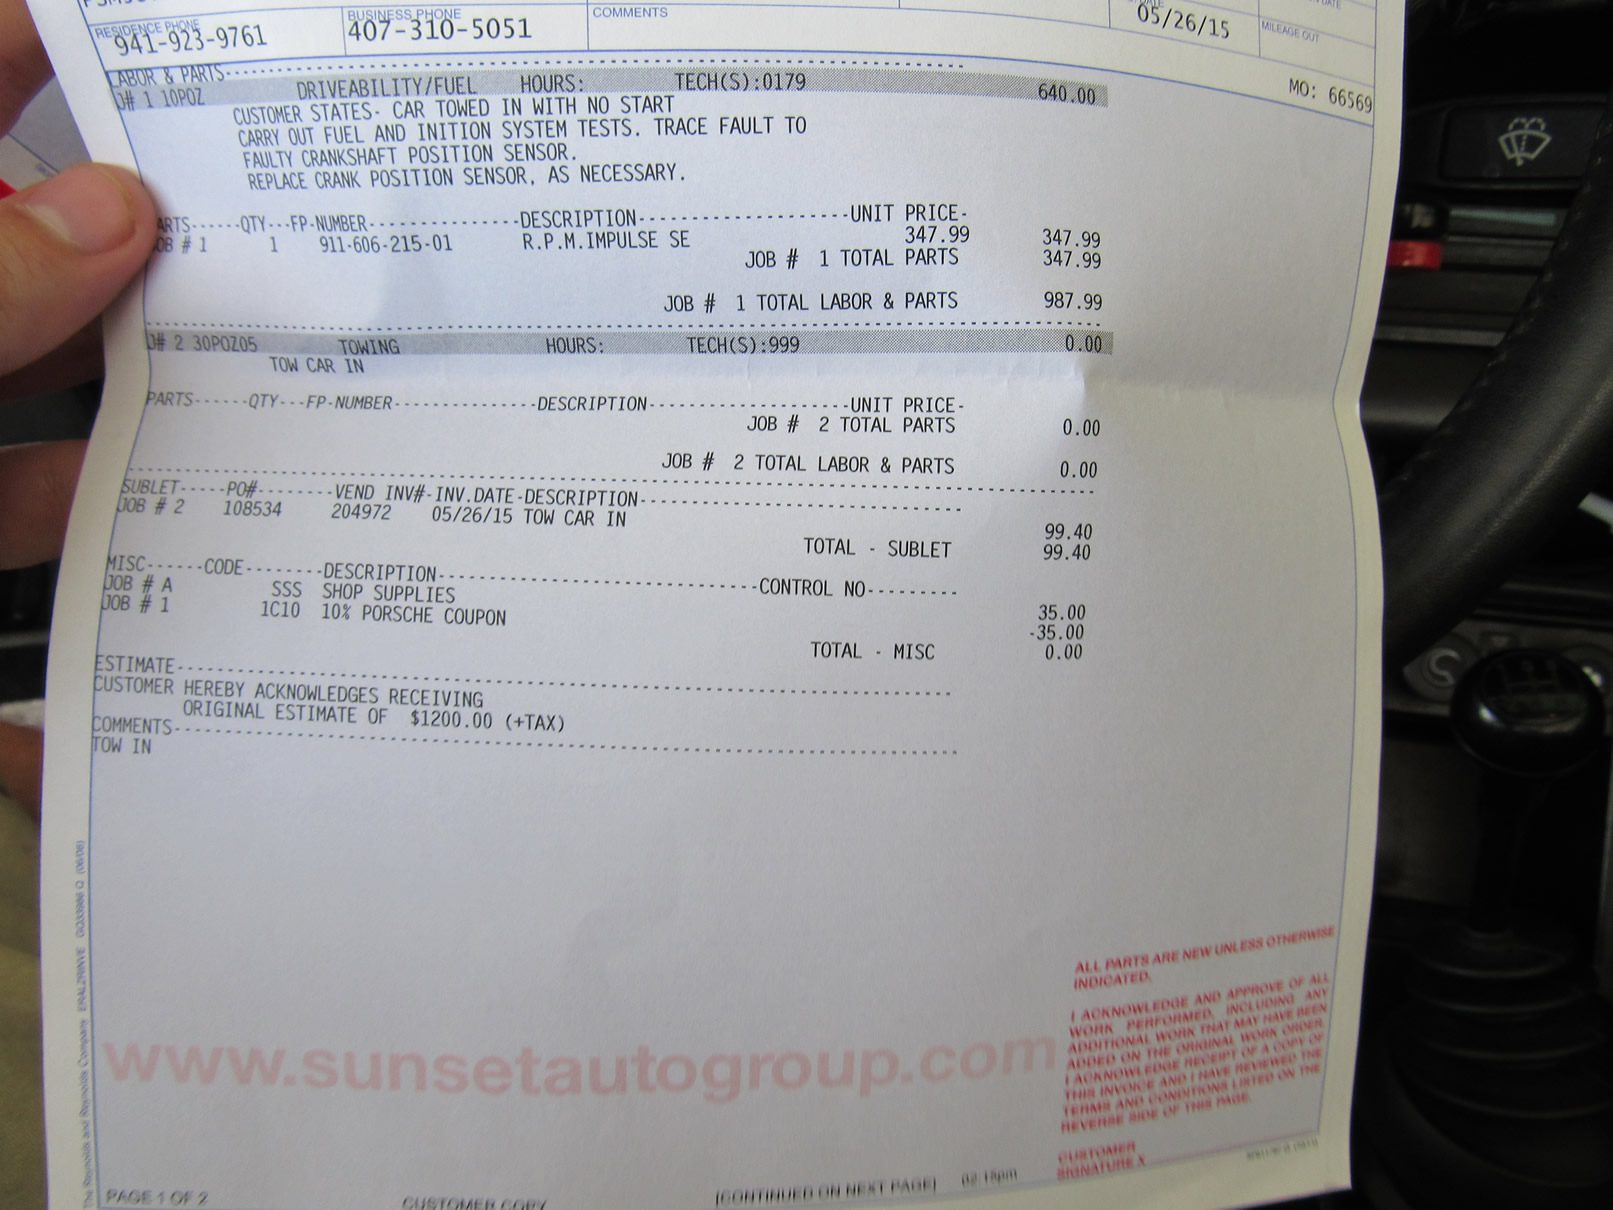 RESIDENCE PHONE
941-923-9761
BUSINESS PHONE
407-310-5051
COMMENTS
05/26/15
MILEAGE OUT
MO: 66569
LABOR & PARTS
J# 1 10POZ DRIVEABILITY/FUEL HOURS: TECH(S):0179 640.00
CUSTOMER STATES- CAR TOWED IN WITH NO START
CARRY OUT FUEL AND INITION SYSTEM TESTS. TRACE FAULT TO
FAULTY CRANKSHAFT POSITION SENSOR.
REPLACE CRANK POSITION SENSOR, AS NECESSARY.
ARTS------QTY---FP-NUMBER---------------DESCRIPTION---------------------UNIT PRICE-
OB # 1 1 911-606-215-01 R.P.M.IMPULSE SE 347.99 347.99
JOB # 1 TOTAL PARTS 347.99
JOB # 1 TOTAL LABOR & PARTS 987.99
J# 2 30POZ05 TOWING HOURS: TECH(S):999 0.00
TOW CAR IN
PARTS------QTY---FP-NUMBER--------------DESCRIPTION--------------------UNIT PRICE-
JOB # 2 TOTAL PARTS 0.00
JOB # 2 TOTAL LABOR & PARTS 0.00
SUBLET-----PO#--------VEND INV#-INV.DATE-DESCRIPTION
JOB # 2 108534 204972 05/26/15 TOW CAR IN 99.40
TOTAL - SUBLET 99.40
MISC------CODE--------DESCRIPTION--------------------------------CONTROL NO---------
JOB # A SSS SHOP SUPPLIES 35.00
JOB # 1 1C10 10% PORSCHE COUPON -35.00
TOTAL - MISC 0.00
ESTIMATE
CUSTOMER HEREBY ACKNOWLEDGES RECEIVING
ORIGINAL ESTIMATE OF $1200.00 (+TAX)
COMMENTS
TOW IN
ALL PARTS ARE NEW UNLESS OTHERWISE
INDICATED.
I ACKNOWLEDGE AND APPROVE OF ALL
WORK PERFORMED, INCLUDING ANY
ADDITIONAL WORK THAT MAY HAVE BEEN
ADDED ON THE ORIGINAL WORK ORDER.
I ACKNOWLEDGE RECEIPT OF A COPY OF
THIS INVOICE AND I HAVE REVIEWED THE
TERMS AND CONDITIONS LISTED ON THE
REVERSE SIDE OF THIS PAGE.
CUSTOMER
SIGNATURE X
www.sunsetautogroup.com
The Reynolds and Reynolds Company
PAGE 1 OF 2
CUSTOMER COPY
[CONTINUED ON NEXT PAGE]
02:18pm